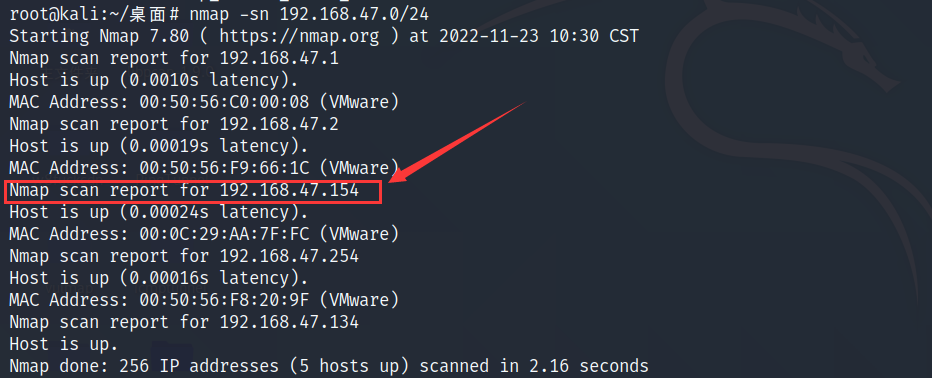 root@kali:~/桌面# nmap -sn 192.168.47.0/24
Starting Nmap 7.80 ( https://nmap.org ) at 2022-11-23 10:30 CST
Nmap scan report for 192.168.47.1
Host is up (0.0010s latency).
MAC Address: 00:50:56:C0:00:08 (VMware)
Nmap scan report for 192.168.47.2
Host is up (0.00019s latency).
MAC Address: 00:50:56:F9:66:1C (VMware)
Nmap scan report for 192.168.47.154
Host is up (0.00024s latency).
MAC Address: 00:0C:29:AA:7F:FC (VMware)
Nmap scan report for 192.168.47.254
Host is up (0.00016s latency).
MAC Address: 00:50:56:F8:20:9F (VMware)
Nmap scan report for 192.168.47.134
Host is up.
Nmap done: 256 IP addresses (5 hosts up) scanned in 2.16 seconds